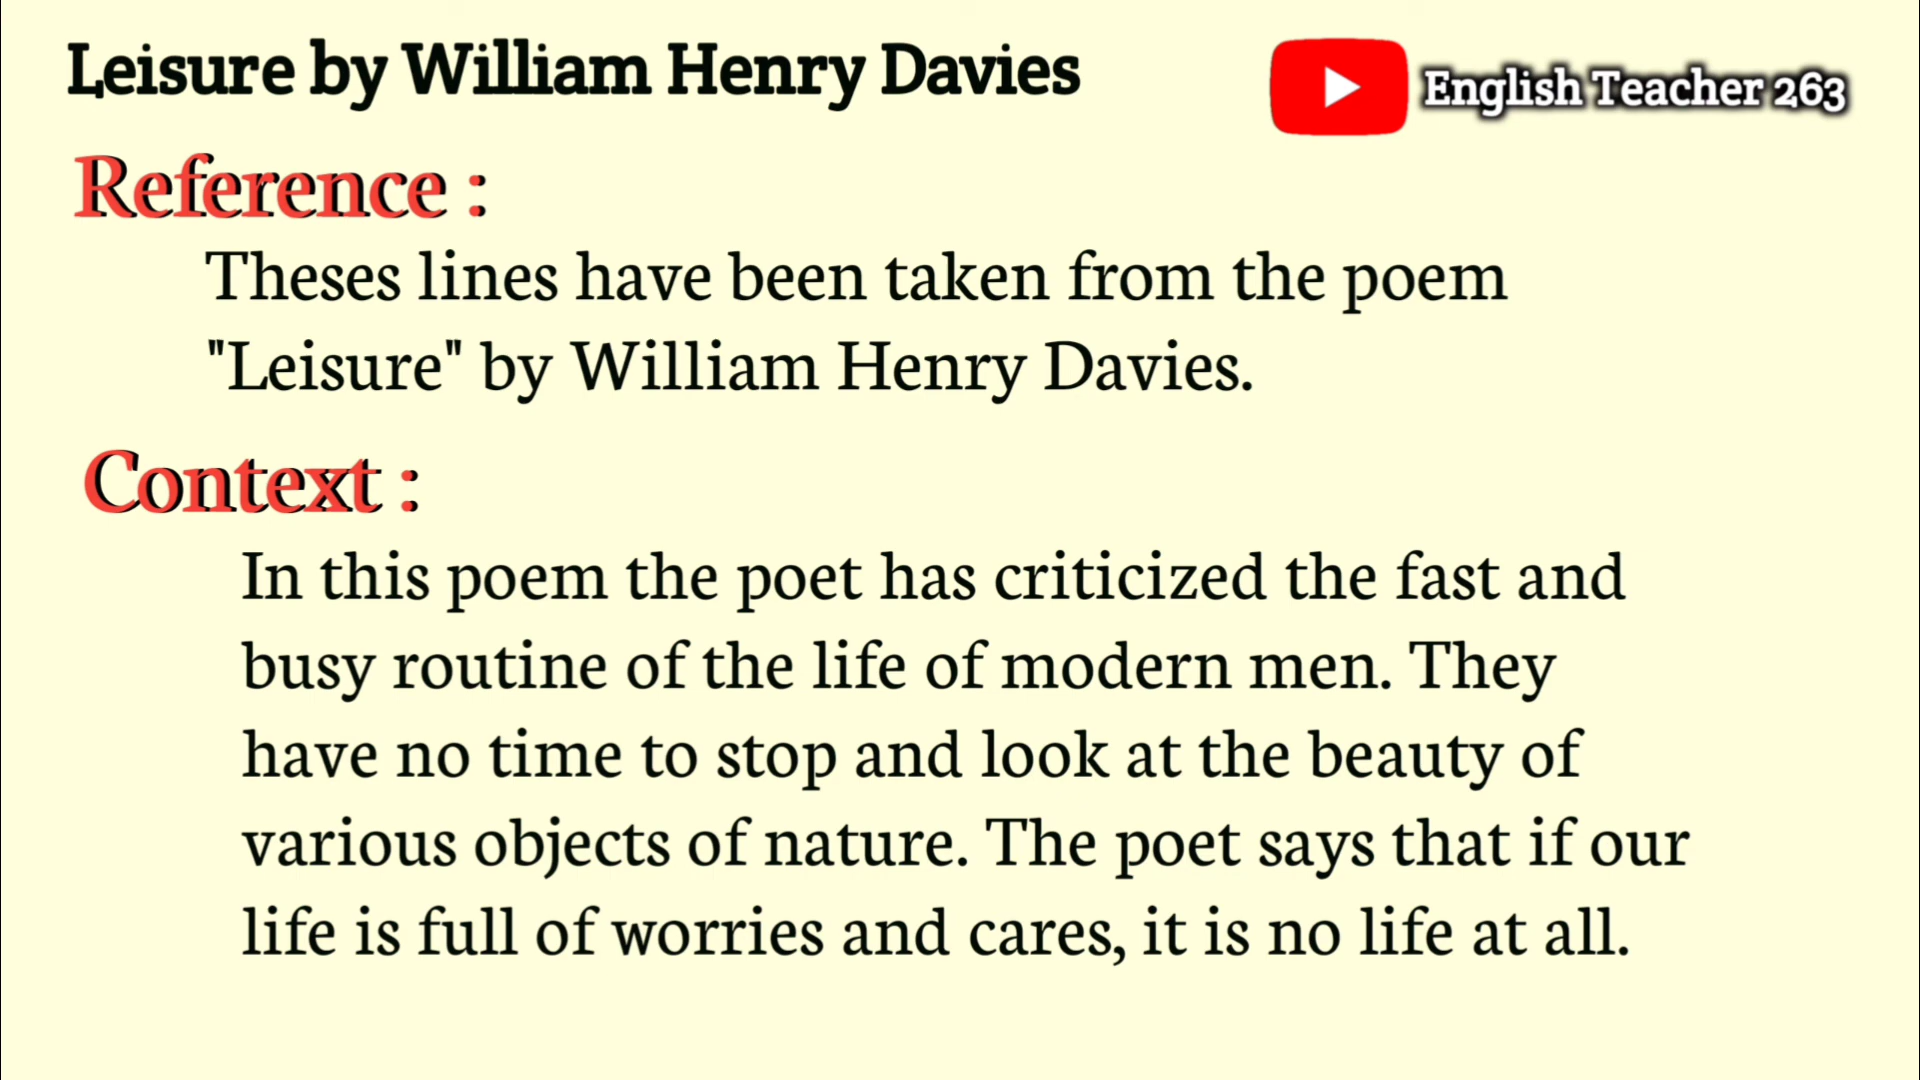 Leisure by William Henry Davies
English Teacher 263
Reference :
Theses lines have been taken from the poem
"Leisure" by William Henry Davies.
Context :
In this poem the poet has criticized the fast and
busy routine of the life of modern men. They
have no time to stop and look at the beauty of
various objects of nature. The poet says that if our
life is full of worries and cares, it is no life at all.